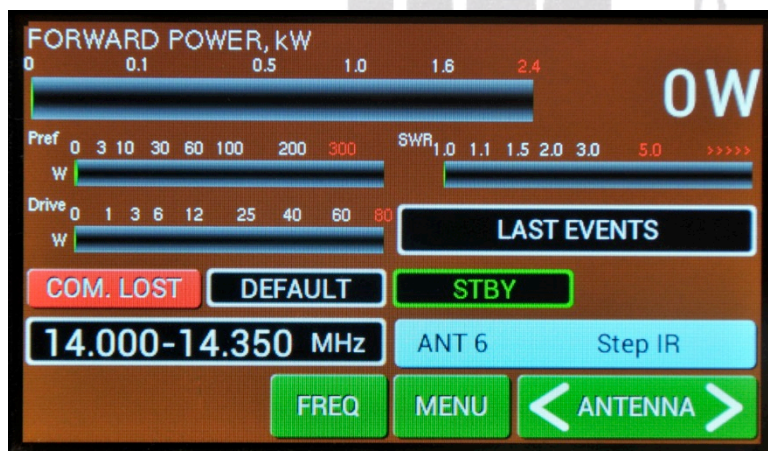 FORWARD POWER, kW
0 0.1 0.5 1.0 1.6 2.4
0W
Pref 0 3 10 30 60 100 200 300
W
SWR 1.0 1.1 1.5 2.0 3.0 5.0 >>>>>
Drive 0 1 3 6 12 25 40 60 80
W
LAST EVENTS
COM. LOST DEFAULT STBY
14.000-14.350 MHz ANT 6 Step IR
FREQ MENU < ANTENNA >